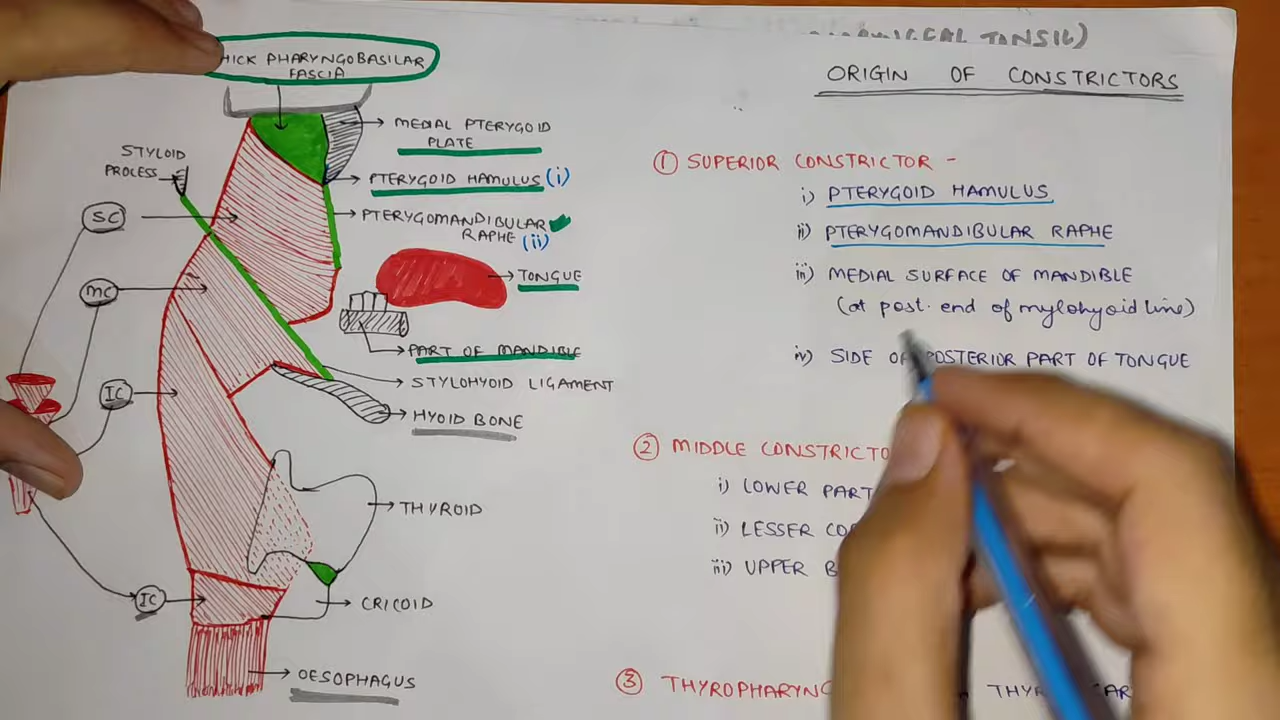 TONSIL)
ORIGIN OF CONSTRICTORS
HICK PHARYNGOBASILAR
FASCIA
MEDIAL PTERYGOID
PLATE
STYLOID
PROCESS
PTERYGOID HAMULUS (i)
SC
PTERYGOMANDIBULAR
RAPHE (ii)
TONGUE
MC
PART OF MANDIBLE
STYLOHYOID LIGAMENT
IC
HYOID BONE
THYROID
IC
CRICOID
OESOPHAGUS
① SUPERIOR CONSTRICTOR -
i) PTERYGOID HAMULUS
ii) PTERYGOMANDIBULAR RAPHE
iii) MEDIAL SURFACE OF MANDIBLE
(at post. end of mylohyoid line)
iv) SIDE OF POSTERIOR PART OF TONGUE
② MIDDLE CONSTRICTO
i) LOWER PART
ii) LESSER CO
iii) UPPER B
③ THYROPHARYN